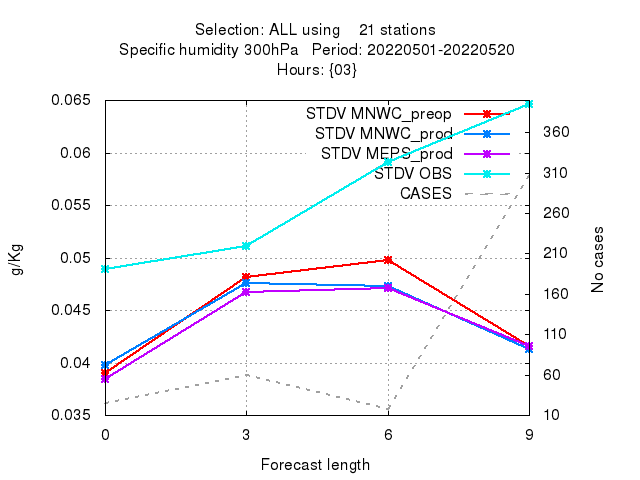 Selection: ALL using 21 stations
Specific humidity 300hPa Period: 20220501-20220520
Hours: {03}
0.065
0.06
0.055
0.05
0.045
0.04
0.035
g/Kg
STDV MNWC_preop
STDV MNWC_prod
STDV MEPS_prod
STDV OBS
CASES
360
310
260
210
160
110
60
10
No cases
0 3 6 9
Forecast length